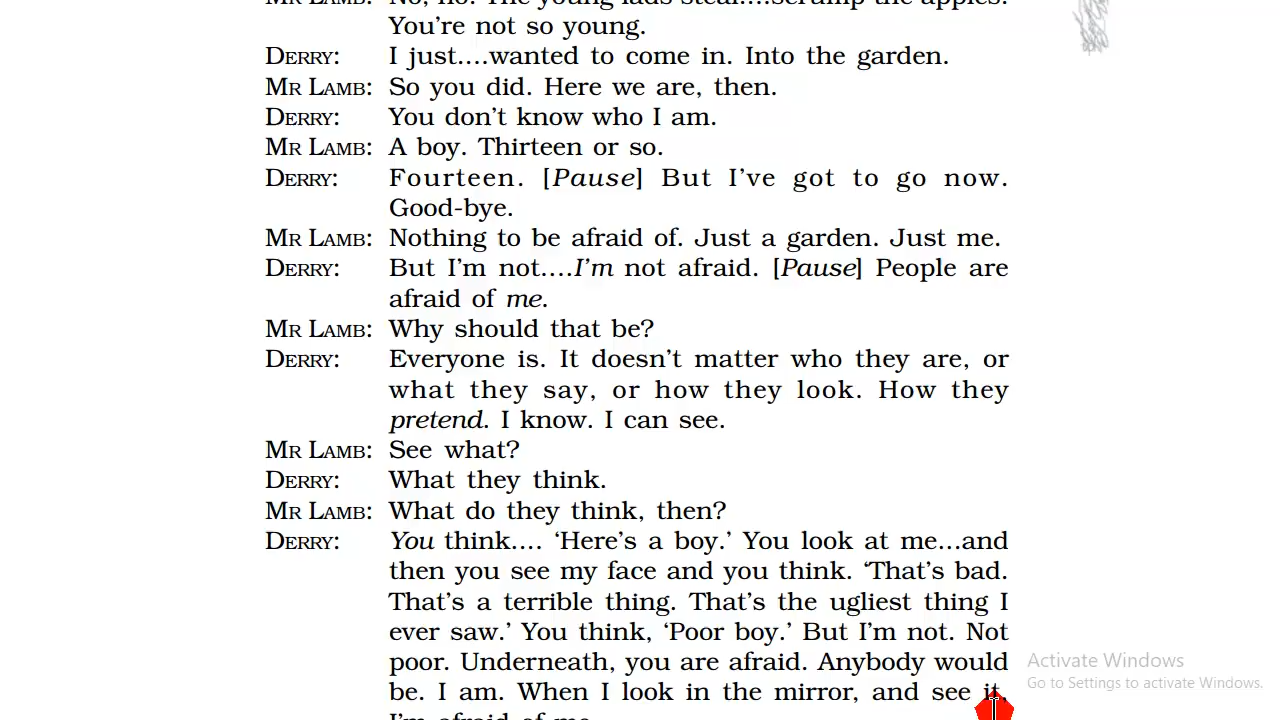 MR LAMB: No, no. The young lads steal....scrump the apples.
You're not so young.
DERRY: I just....wanted to come in. Into the garden.
MR LAMB: So you did. Here we are, then.
DERRY: You don't know who I am.
MR LAMB: A boy. Thirteen or so.
DERRY: Fourteen. [Pause] But I've got to go now.
Good-bye.
MR LAMB: Nothing to be afraid of. Just a garden. Just me.
DERRY: But I'm not....I'm not afraid. [Pause] People are
afraid of me.
MR LAMB: Why should that be?
DERRY: Everyone is. It doesn't matter who they are, or
what they say, or how they look. How they
pretend. I know. I can see.
MR LAMB: See what?
DERRY: What they think.
MR LAMB: What do they think, then?
DERRY: You think.... ‘Here's a boy.’ You look at me...and
then you see my face and you think. ‘That's bad.
That's a terrible thing. That's the ugliest thing I
ever saw.’ You think, ‘Poor boy.’ But I'm not. Not
poor. Underneath, you are afraid. Anybody would
be. I am. When I look in the mirror, and see it,
I'm afraid of me.
Activate Windows
Go to Settings to activate Windows.